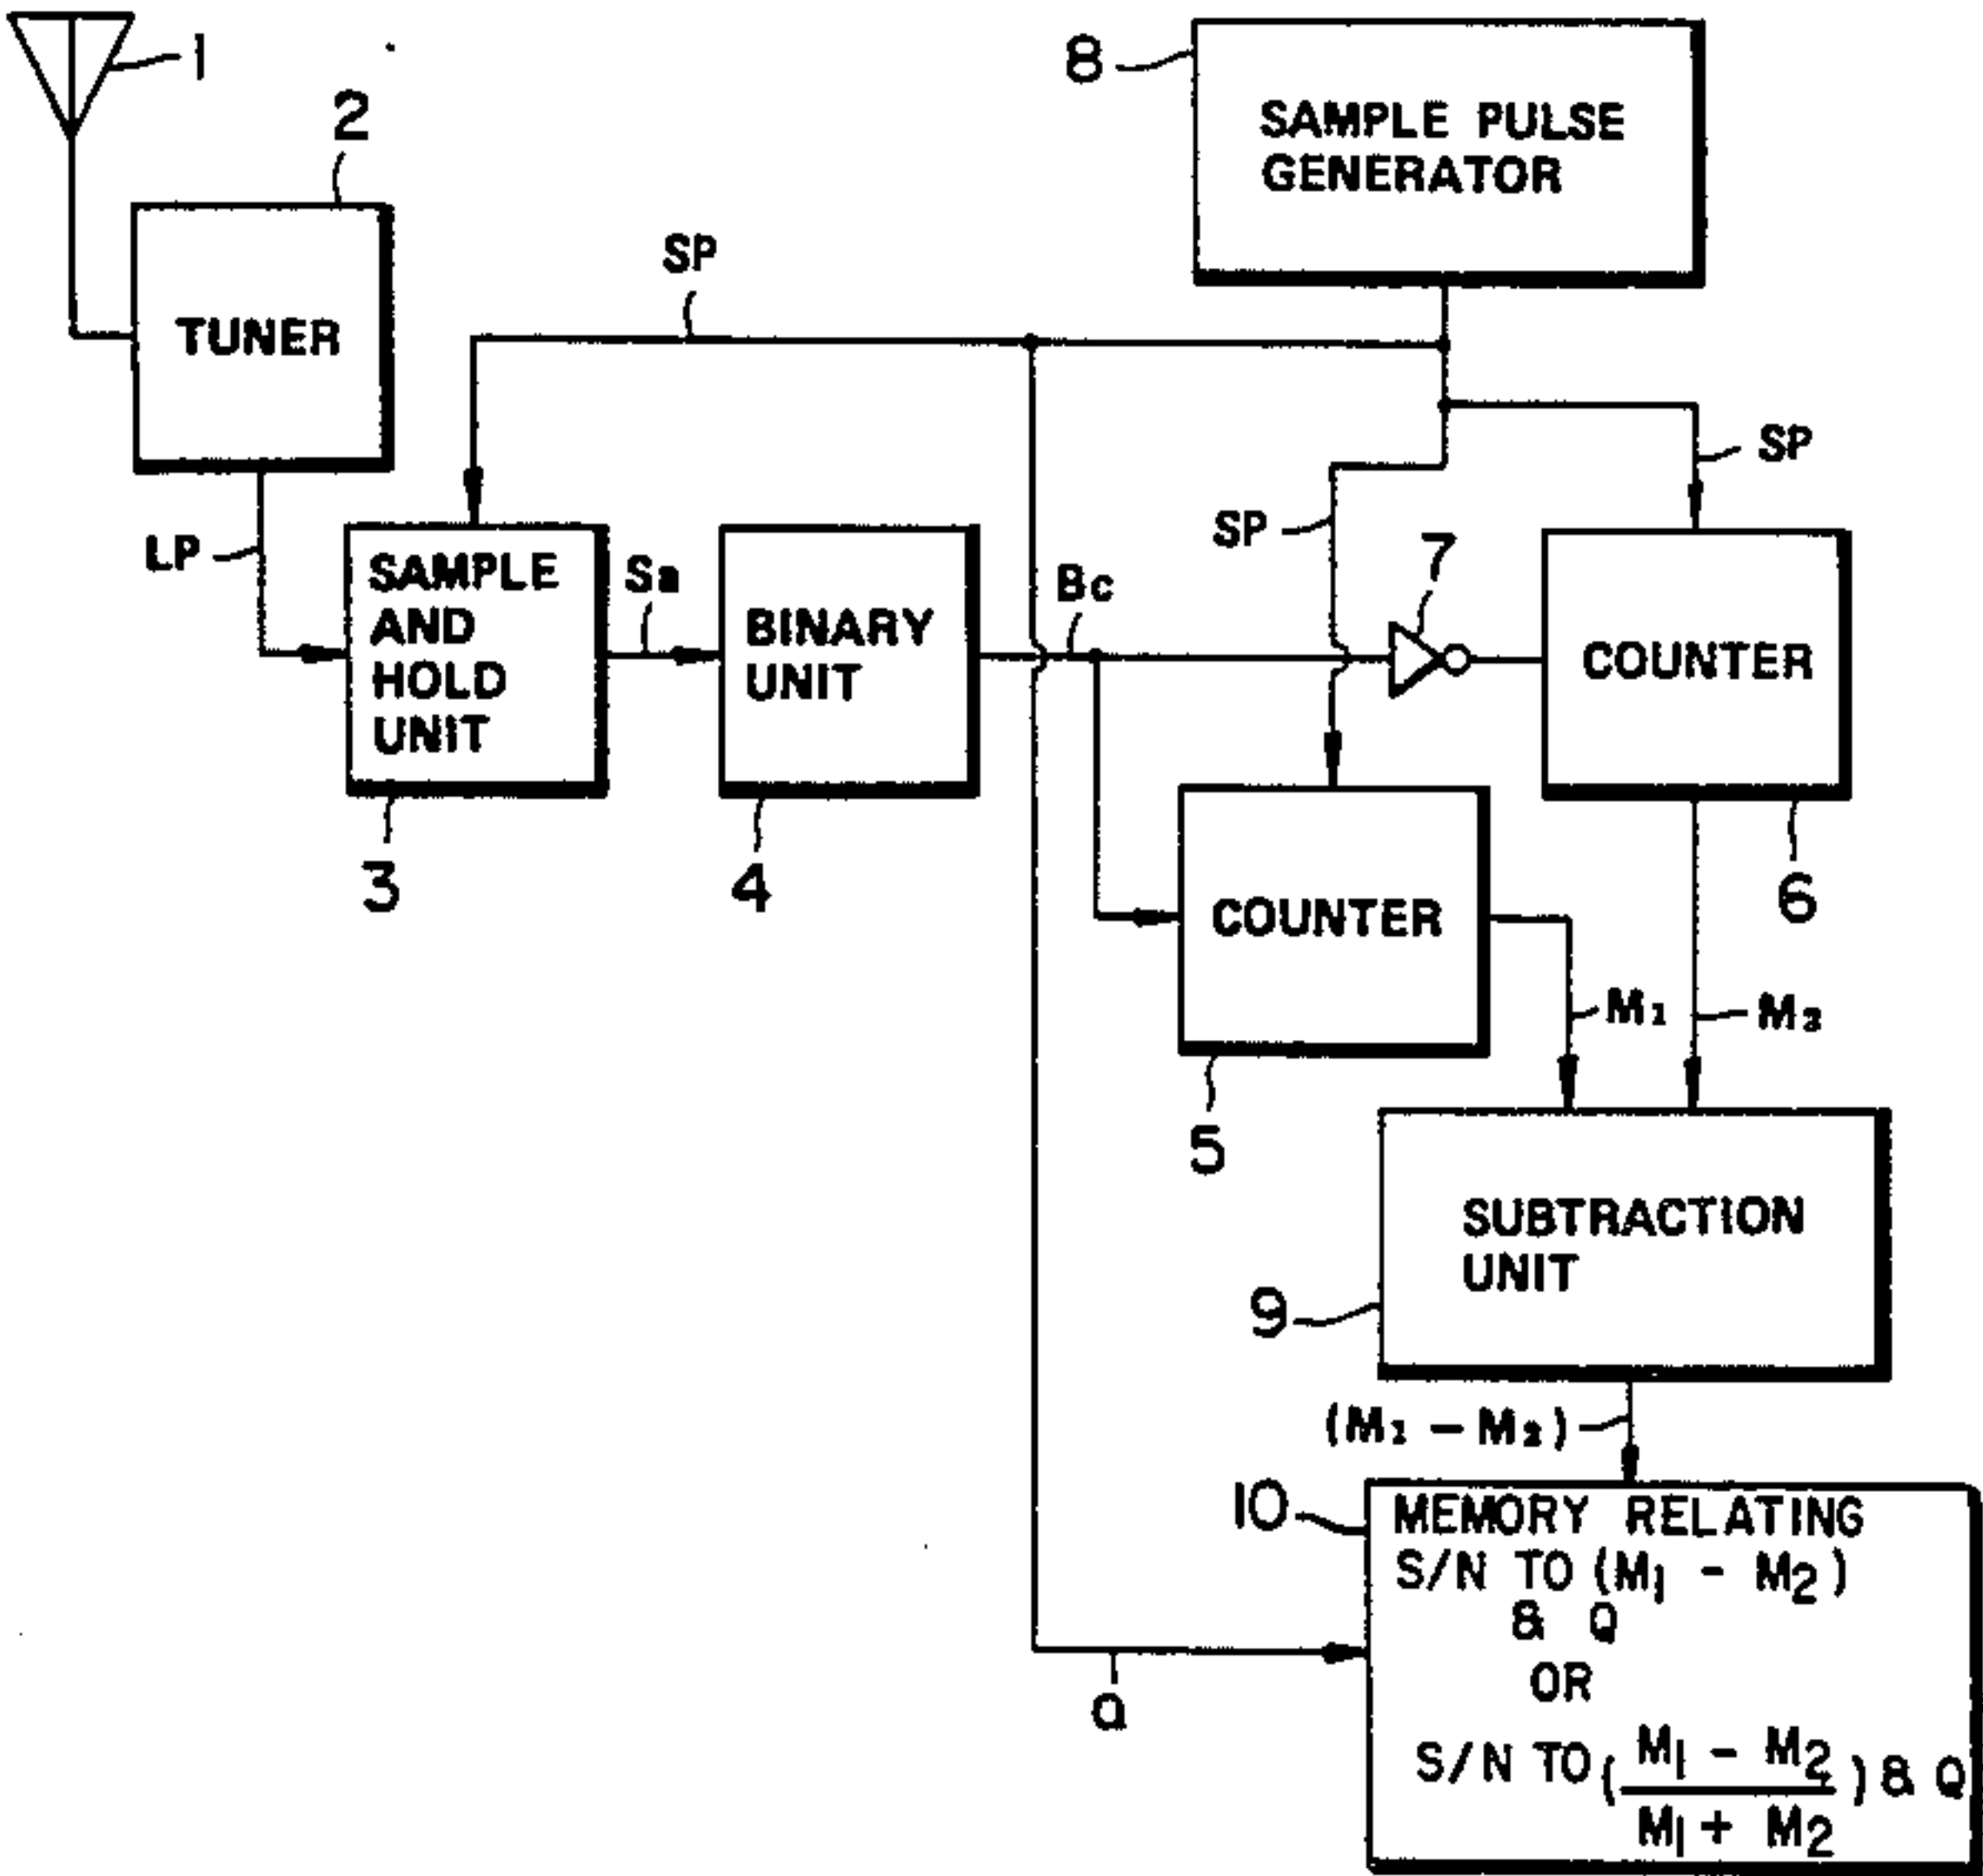 1
2
TUNER
LP
SP
8
SAMPLE PULSE
GENERATOR
SP
SP
SAMPLE
AND
HOLD
UNIT
3
Sa
BINARY
UNIT
4
Bc
7
COUNTER
6
COUNTER
5
M₁
M₂
SUBTRACTION
UNIT
9
(M₁ - M₂)
10
MEMORY RELATING
S/N TO (M₁ - M₂)
& Q
OR
S/N TO (M₁ - M₂ / M₁ + M₂) & Q
a